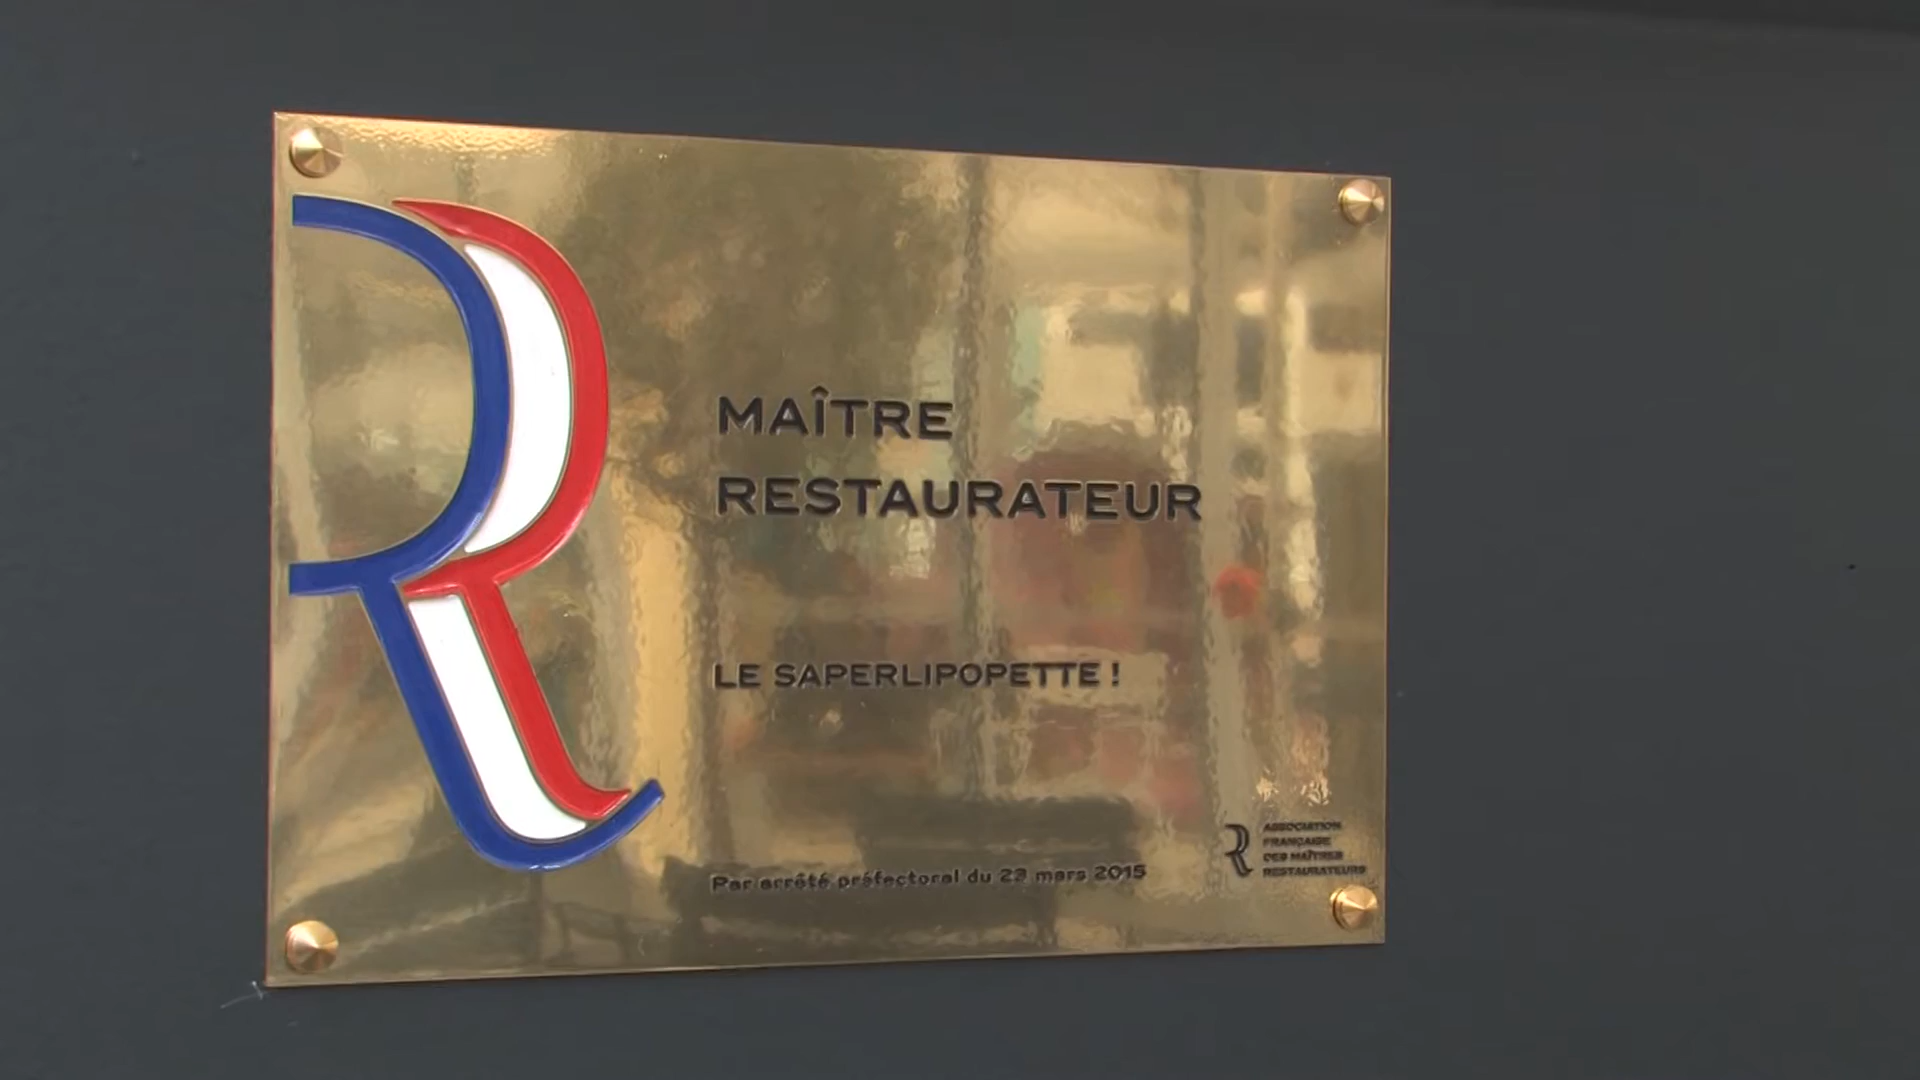 MAÎTRE
RESTAURATEUR
LE SAPERLIPOPETTE !
Par arrêté préfectoral du 23 mars 2015
ASSOCIATION
FRANÇAISE
DES MAÎTRES
RESTAURATEURS